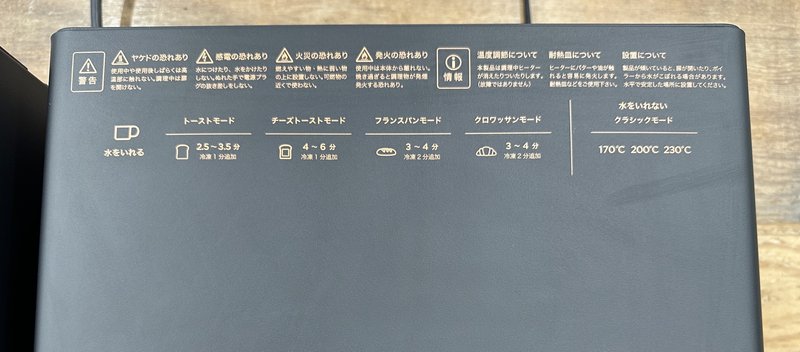 警告
ヤケドの恐れあり
使用中や使用後しばらくは高
温部に触れない。調理中は扉
を開けない。
感電の恐れあり
水につけたり、水をかけたり
しない。ぬれた手で電源プラ
グの抜き差しをしない。
火災の恐れあり
燃えやすい物・熱に弱い物
の上に設置しない。可燃物の
近くで使わない。
発火の恐れあり
使用中は本体から離れない。
焼き過ぎると調理物が発煙
発火する恐れあり。
情報
温度調節について
本製品は調理中ヒーター
が消えたりついたりします。
(故障ではありません)
耐熱皿について
ヒーターにバターや油が触
れると容易に発火します。
耐熱皿などをご使用下さい。
設置について
製品が傾いていると、扉が開いたり、ボイ
ラーから水がこぼれる場合があります。
水平で安定した場所に設置してください。
水をいれる
トーストモード
2.5～3.5 分
冷凍1分追加
チーズトーストモード
4～6 分
冷凍1分追加
フランスパンモード
3～4 分
冷凍2分追加
クロワッサンモード
3～4 分
冷凍2分追加
水をいれない
クラシックモード
170℃ 200℃ 230℃